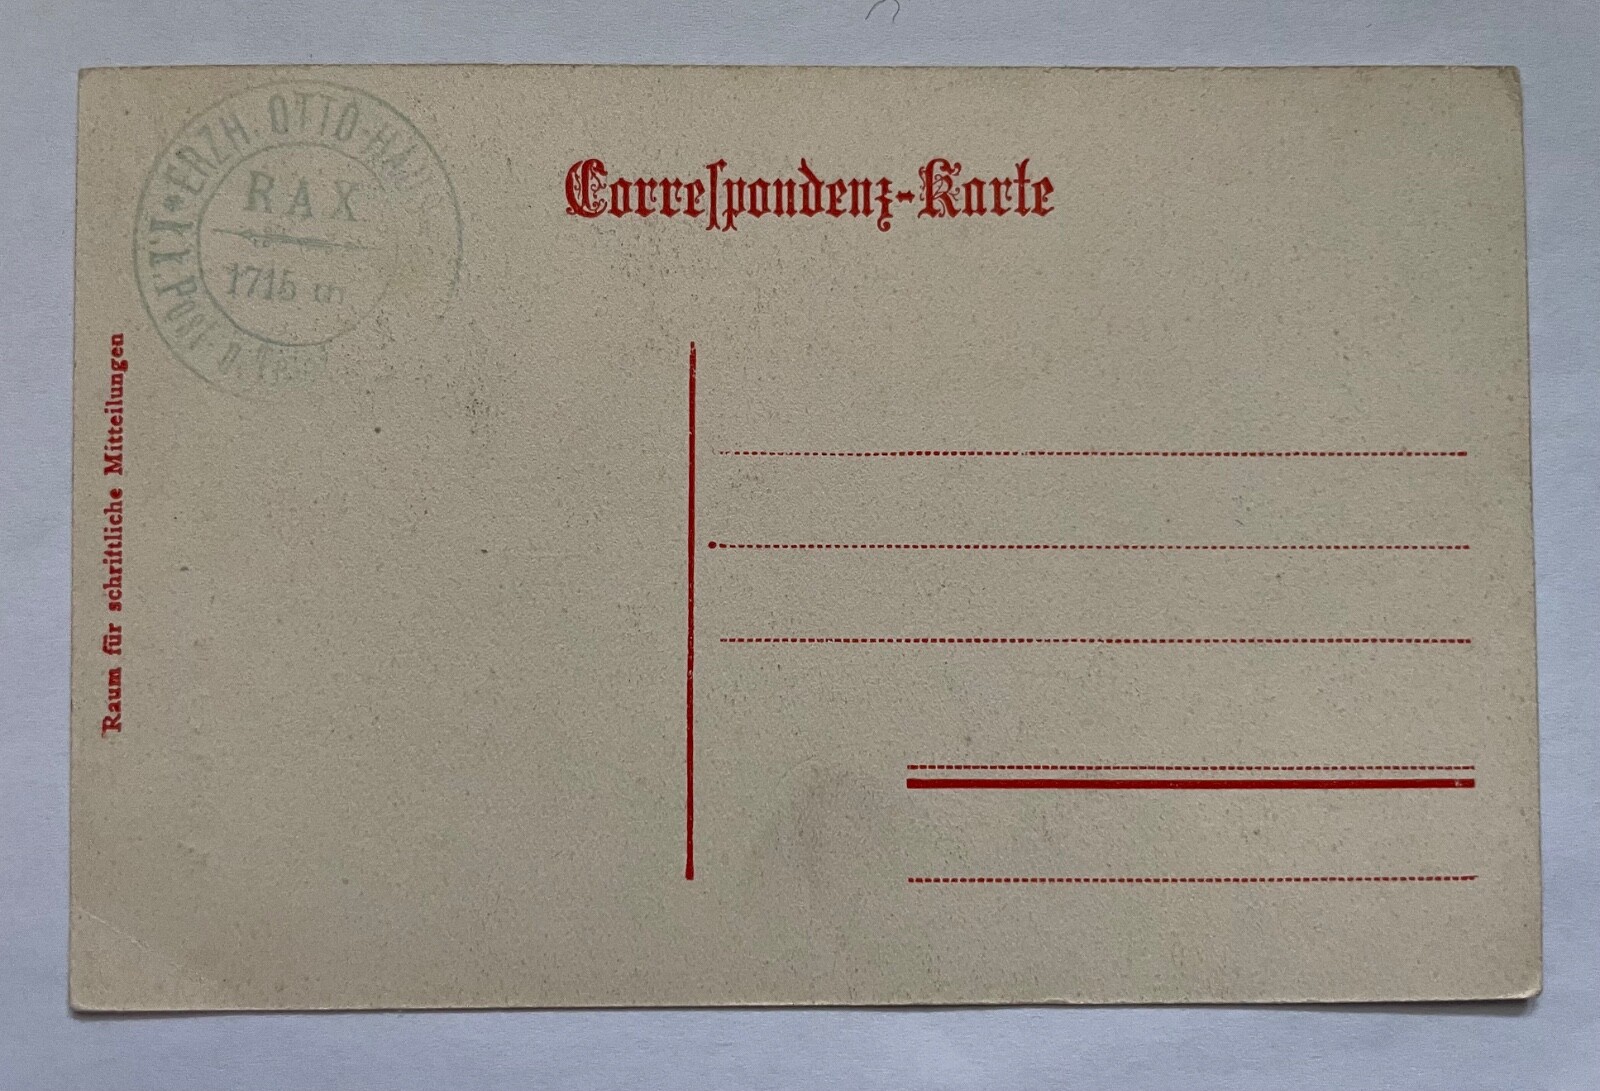 * ERZH. OTTO-HAUS
RAX
1715 m
Correſpondenz-Karte
Raum für schriftliche Mitteilungen